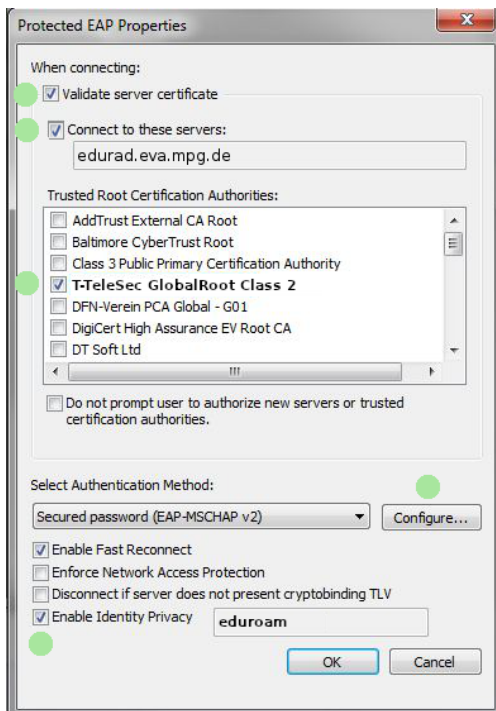 Protected EAP Properties
When connecting:
Validate server certificate
Connect to these servers:
edurad.eva.mpg.de
Trusted Root Certification Authorities:
AddTrust External CA Root
Baltimore CyberTrust Root
Class 3 Public Primary Certification Authority
T-TeleSec GlobalRoot Class 2
DFN-Verein PCA Global - G01
DigiCert High Assurance EV Root CA
DT Soft Ltd
Do not prompt user to authorize new servers or trusted
certification authorities.
Select Authentication Method:
Secured password (EAP-MSCHAP v2) Configure...
Enable Fast Reconnect
Enforce Network Access Protection
Disconnect if server does not present cryptobinding TLV
Enable Identity Privacy eduroam
OK Cancel